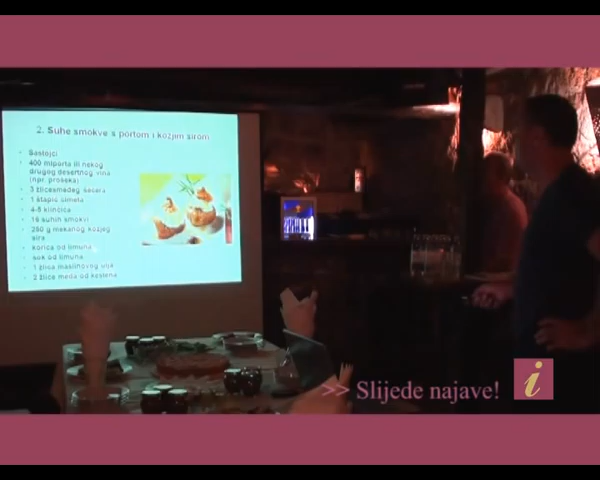 2. Suhe smokve s portom i kozjim sirom
Sastojci
400 ml porta ili nekog
drugog desertnog vina
(npr. prošeka)
3 žlice smeđeg šećera
1 štapić cimeta
4-5 klinčića
16 suhih smokvi
250 g mekanog kozjeg
sira
korica od limuna
sok od limuna
1 žlica maslinovog ulja
2 žlice meda od kestena
>> Slijede najave!
i